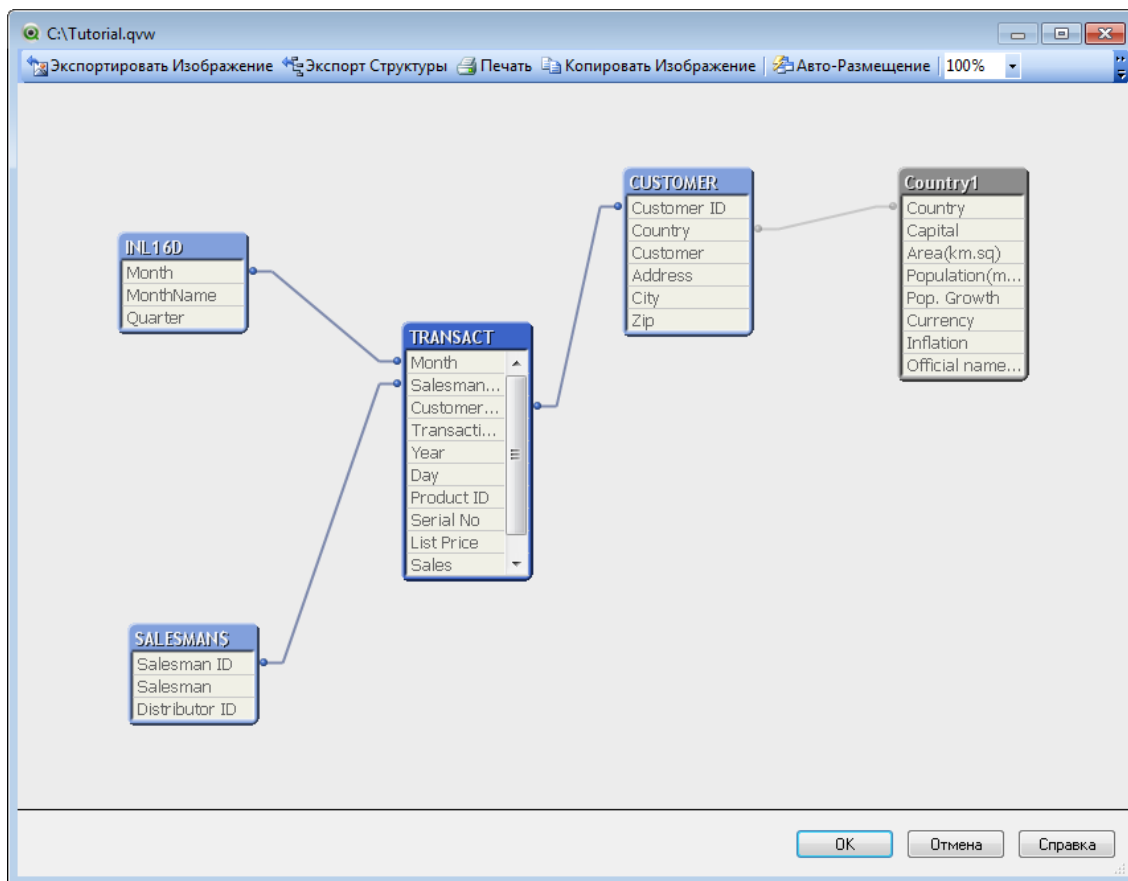 C:\Tutorial.qvw
Экспортировать Изображение Экспорт Структуры Печать Копировать Изображение Авто-Размещение 100%
CUSTOMER
Customer ID
Country
Customer
Address
City
Zip
Country1
Country
Capital
Area(km.sq)
Population(m...
Pop. Growth
Currency
Inflation
Official name...
INL16D
Month
MonthName
Quarter
TRANSACT
Month
Salesman...
Customer...
Transacti...
Year
Day
Product ID
Serial No
List Price
Sales
SALESMAN$
Salesman ID
Salesman
Distributor ID
OK Отмена Справка